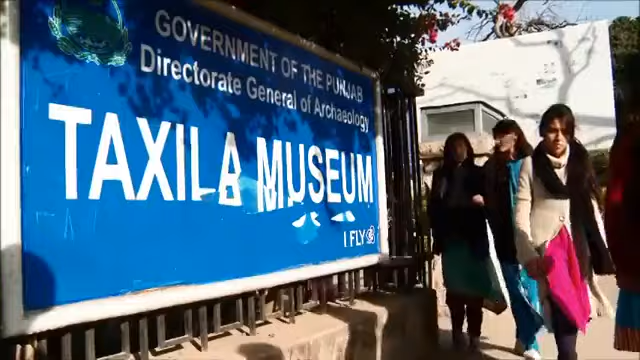 GOVERNMENT OF THE PUNJAB
Directorate General of Archaeology
TAXILA MUSEUM
I FLY